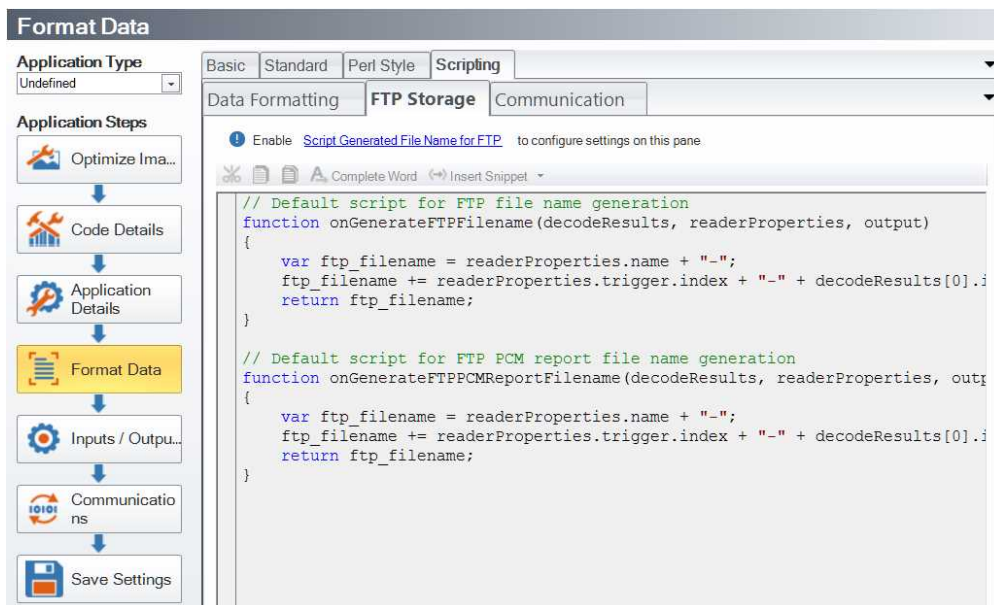 Format Data
Application Type
Undefined
Application Steps
Optimize Ima...
Code Details
Application
Details
Format Data
Inputs / Outpu...
Communicatio
ns
Save Settings
Basic Standard Perl Style Scripting
Data Formatting FTP Storage Communication
Enable Script Generated File Name for FTP to configure settings on this pane
Complete Word Insert Snippet
// Default script for FTP file name generation
function onGenerateFTPFilename(decodeResults, readerProperties, output)
{
var ftp_filename = readerProperties.name + "-";
ftp_filename += readerProperties.trigger.index + "-" + decodeResults[0].i
return ftp_filename;
}
// Default script for FTP PCM report file name generation
function onGenerateFTPPCMReportFilename(decodeResults, readerProperties, outp
{
var ftp_filename = readerProperties.name + "-";
ftp_filename += readerProperties.trigger.index + "-" + decodeResults[0].i
return ftp_filename;
}